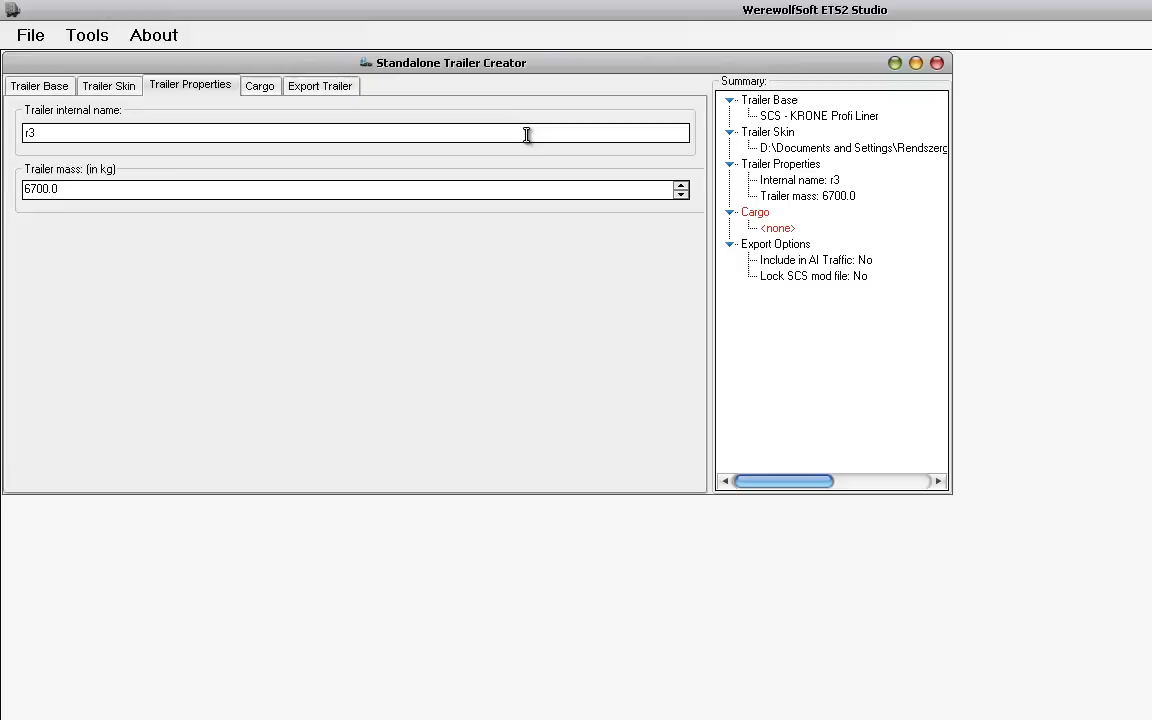 WerewolfSoft ETS2 Studio
File Tools About
Standalone Trailer Creator
Trailer Base Trailer Skin Trailer Properties Cargo Export Trailer
Trailer internal name:
r3
Trailer mass: (in kg)
6700.0
Summary:
Trailer Base
SCS - KRONE Profi Liner
Trailer Skin
D:\Documents and Settings\Rendszerg
Trailer Properties
Internal name: r3
Trailer mass: 6700.0
Cargo
<none>
Export Options
Include in AI Traffic: No
Lock SCS mod file: No